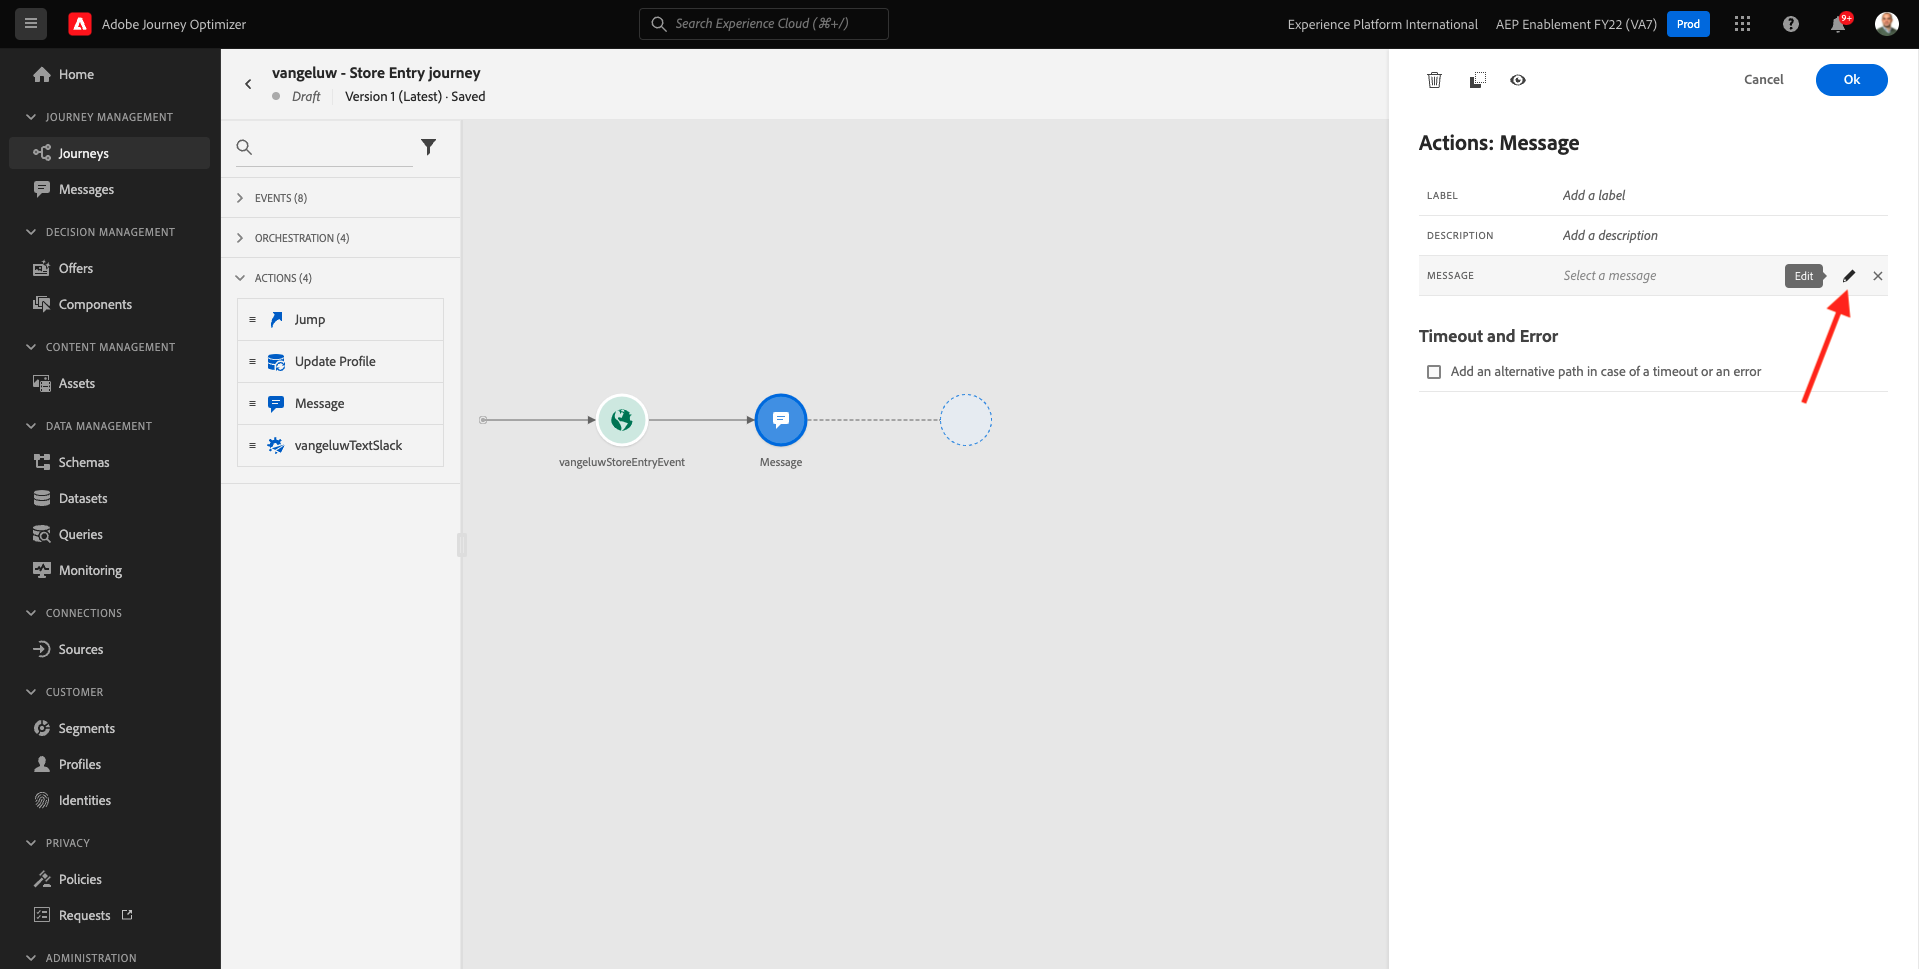 Adobe Journey Optimizer
Search Experience Cloud (⌘+/)
Experience Platform International
AEP Enablement FY22 (VA7)
Prod
9+
Home
JOURNEY MANAGEMENT
Journeys
Messages
DECISION MANAGEMENT
Offers
Components
CONTENT MANAGEMENT
Assets
DATA MANAGEMENT
Schemas
Datasets
Queries
Monitoring
CONNECTIONS
Sources
CUSTOMER
Segments
Profiles
Identities
PRIVACY
Policies
Requests
ADMINISTRATION
vangeluw - Store Entry journey
Draft
Version 1 (Latest) · Saved
EVENTS (8)
ORCHESTRATION (4)
ACTIONS (4)
Jump
Update Profile
Message
vangeluwTextSlack
vangeluwStoreEntryEvent
Message
Cancel
Ok
Actions: Message
LABEL
Add a label
DESCRIPTION
Add a description
MESSAGE
Select a message
Edit
Timeout and Error
Add an alternative path in case of a timeout or an error